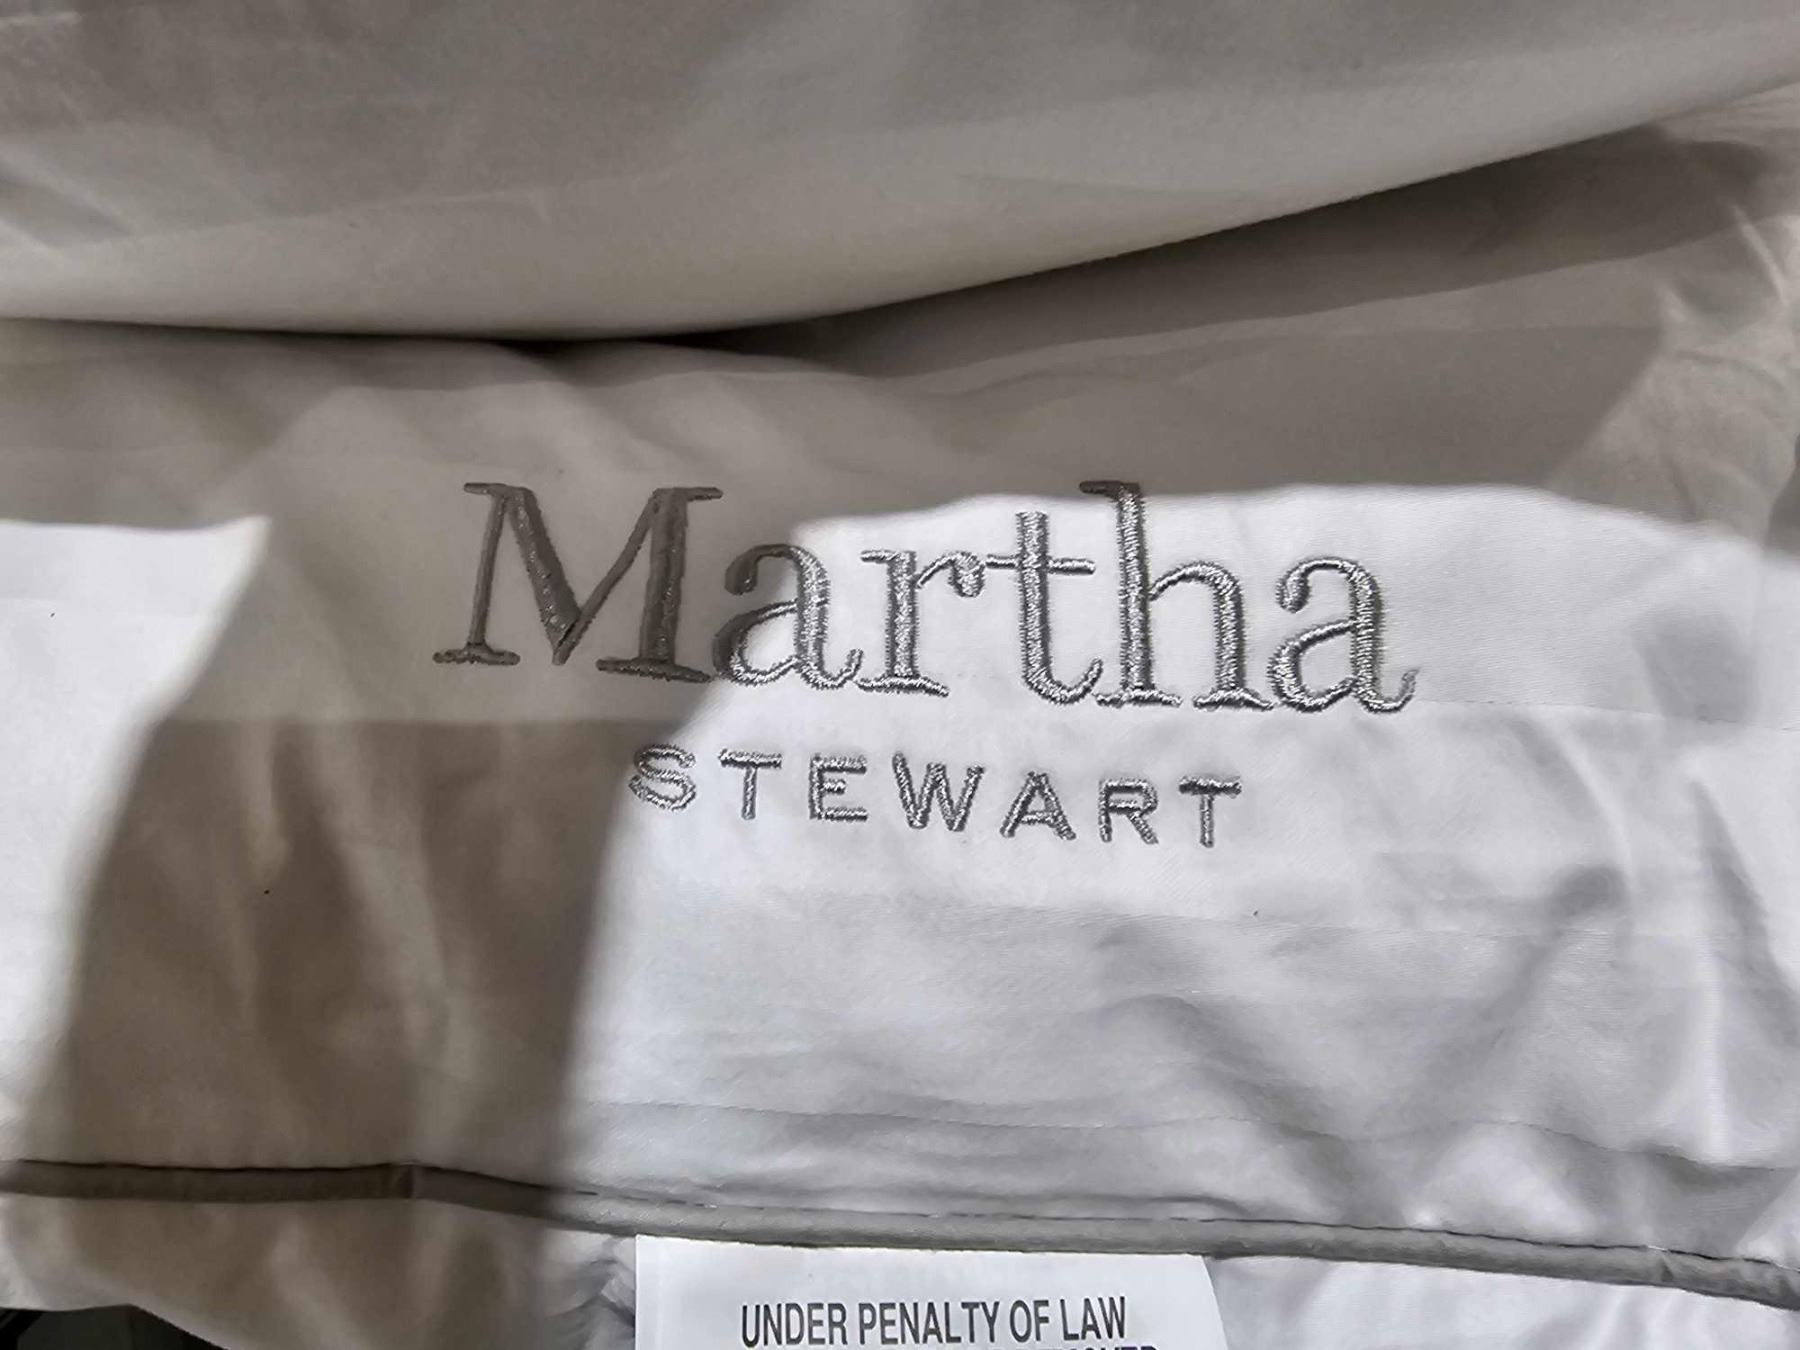 Martha
STEWART
UNDER PENALTY OF LAW